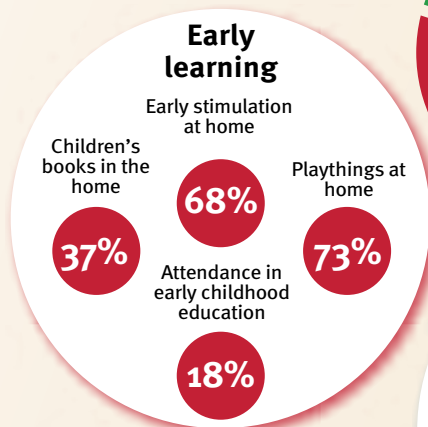 Early
learning
Early stimulation
at home
68%
Children's
books in the
home
37%
Playthings at
home
73%
Attendance in
early childhood
education
18%